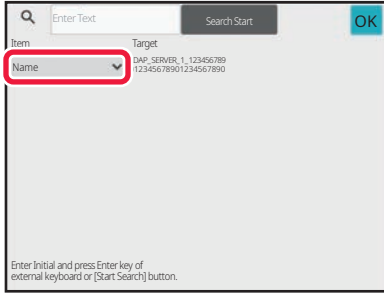 Enter Text
Search Start
OK
Item
Target
Name
DAP_SERVER_1_123456789
012345678901234567890
Enter Initial and press Enter key of
external keyboard or [Start Search] button.